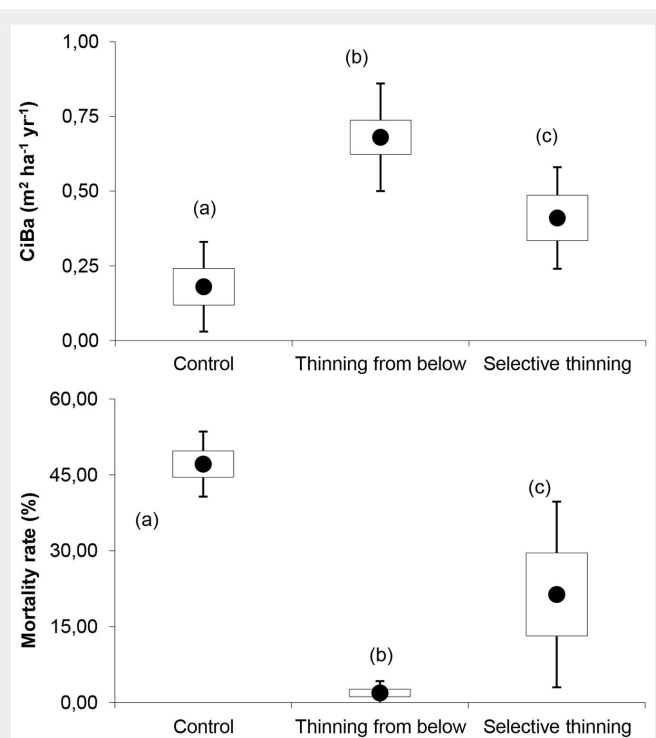 CiBa (m² ha⁻¹ yr⁻¹)
1,00
0,75
0,50
0,25
0,00
(a)
(b)
(c)
Control Thinning from below Selective thinning
Mortality rate (%)
60,00
45,00
30,00
15,00
0,00
(a)
(b)
(c)
Control Thinning from below Selective thinning